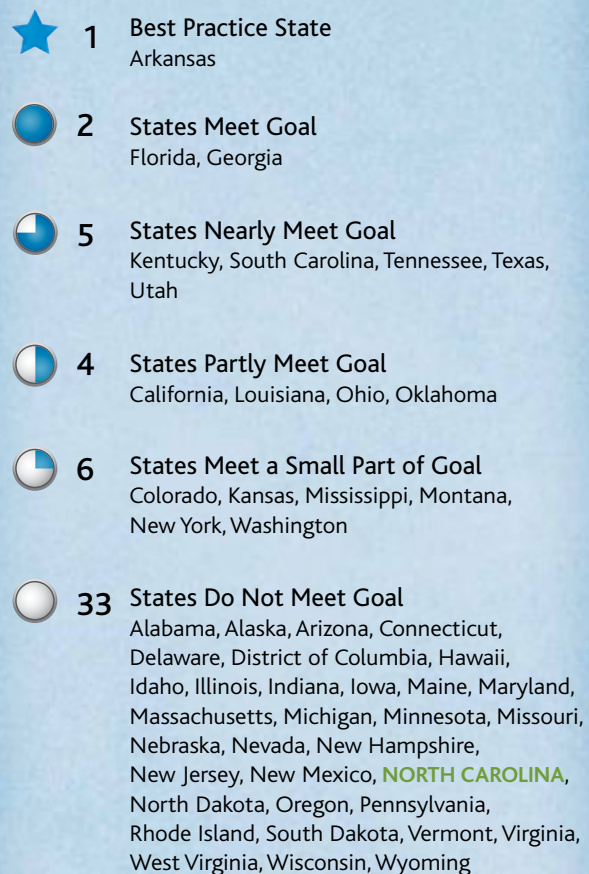 1 Best Practice State
Arkansas
2 States Meet Goal
Florida, Georgia
5 States Nearly Meet Goal
Kentucky, South Carolina, Tennessee, Texas,
Utah
4 States Partly Meet Goal
California, Louisiana, Ohio, Oklahoma
6 States Meet a Small Part of Goal
Colorado, Kansas, Mississippi, Montana,
New York, Washington
33 States Do Not Meet Goal
Alabama, Alaska, Arizona, Connecticut,
Delaware, District of Columbia, Hawaii,
Idaho, Illinois, Indiana, Iowa, Maine, Maryland,
Massachusetts, Michigan, Minnesota, Missouri,
Nebraska, Nevada, New Hampshire,
New Jersey, New Mexico, NORTH CAROLINA,
North Dakota, Oregon, Pennsylvania,
Rhode Island, South Dakota, Vermont, Virginia,
West Virginia, Wisconsin, Wyoming